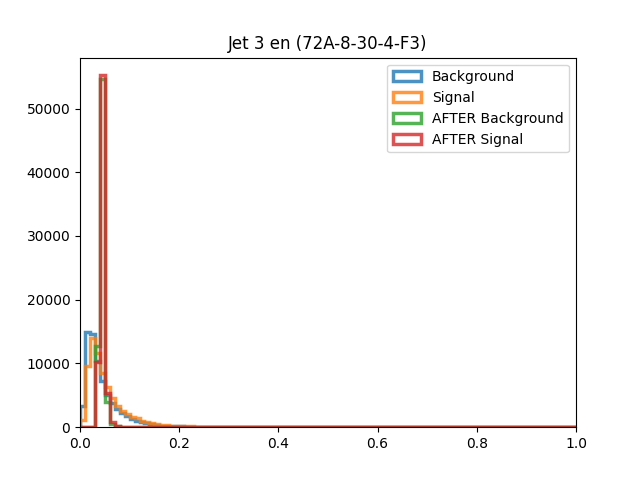 Jet 3 en (72A-8-30-4-F3)
Background
Signal
AFTER Background
AFTER Signal
50000
40000
30000
20000
10000
0
0.0 0.2 0.4 0.6 0.8 1.0